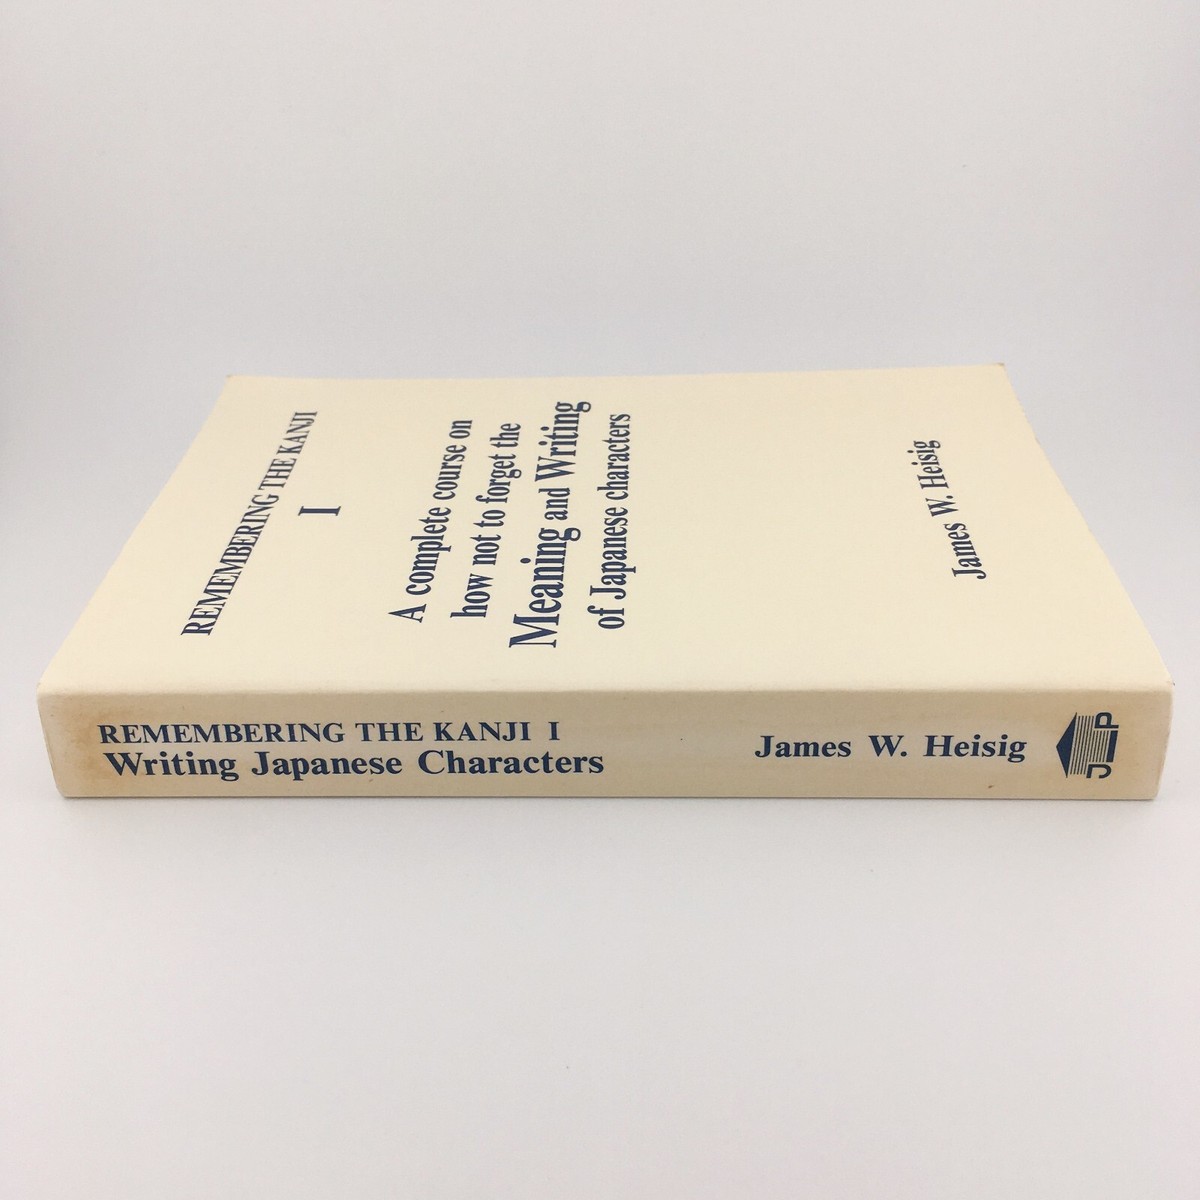 REMEMBERING THE KANJI
I
A complete course on
how not to forget the
Meaning and Writing
of Japanese characters
James W. Heisig
REMEMBERING THE KANJI I
Writing Japanese Characters
James W. Heisig
JLP